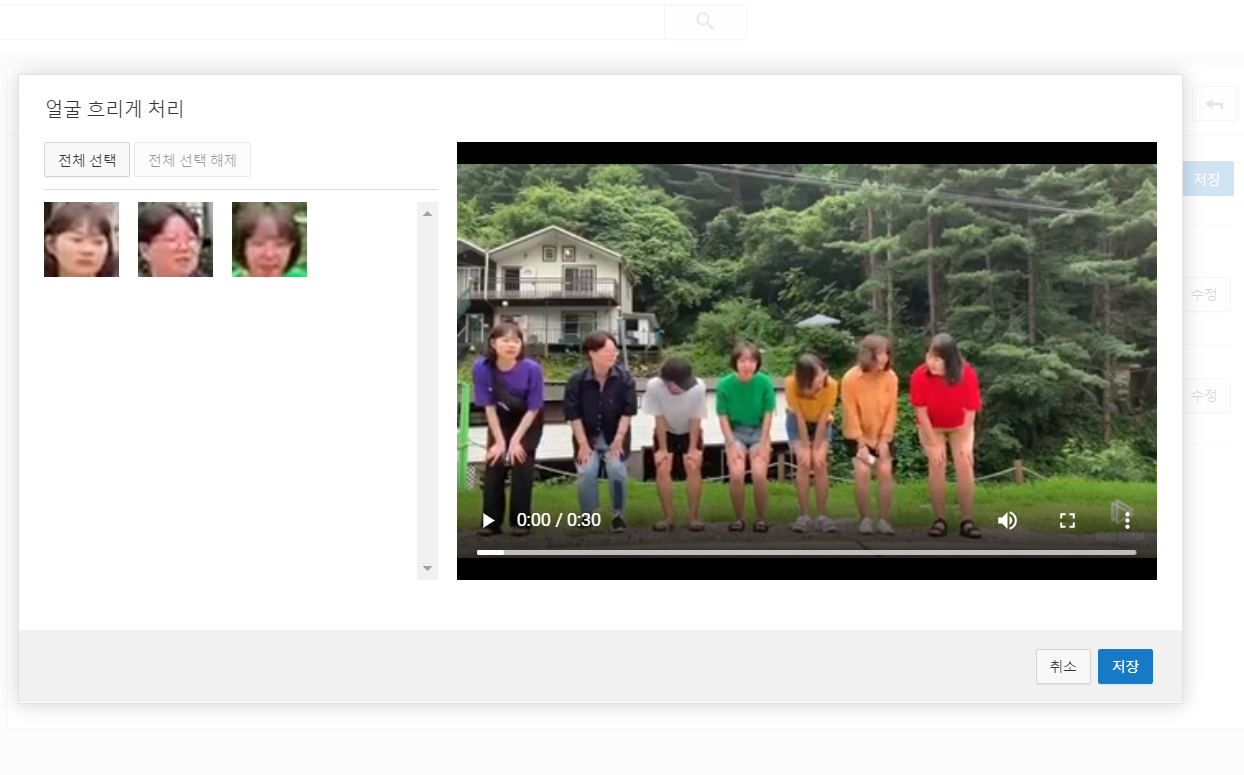 얼굴 흐리게 처리
저장
전체 선택
전체 선택 해제
수정
수정
0:00 / 0:30
취소
저장